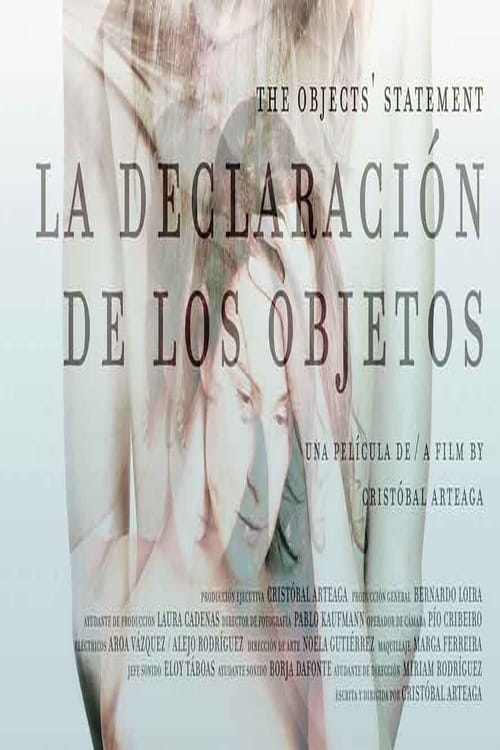 THE OBJECTS' STATEMENT
LA DECLARACIÓN
DE LOS OBJETOS
UNA PELÍCULA DE / A FILM BY
CRISTÓBAL ARTEAGA
PRODUCCIÓN EJECUTIVA CRISTÓBAL ARTEAGA PRODUCCIÓN GENERAL BERNARDO LOIRA
AYUDANTE DE PRODUCCIÓN LAURA CADENAS DIRECTOR DE FOTOGRAFÍA PABLO KAUFMANN OPERADOR DE CÁMARA PÍO CRIBEIRO
ELÉCTRICOS AROA VÁZQUEZ / ALEJO RODRÍGUEZ DIRECCIÓN DE ARTE NOELA GUTIÉRREZ MAQUILLAJE MARGA FERREIRA
JEFE SONIDO ELOY TABOAS AYUDANTE SONIDO BORJA DAFONTE AYUDANTE DE DIRECCIÓN MIRIAM RODRÍGUEZ
ESCRITA Y DIRIGIDA POR CRISTÓBAL ARTEAGA